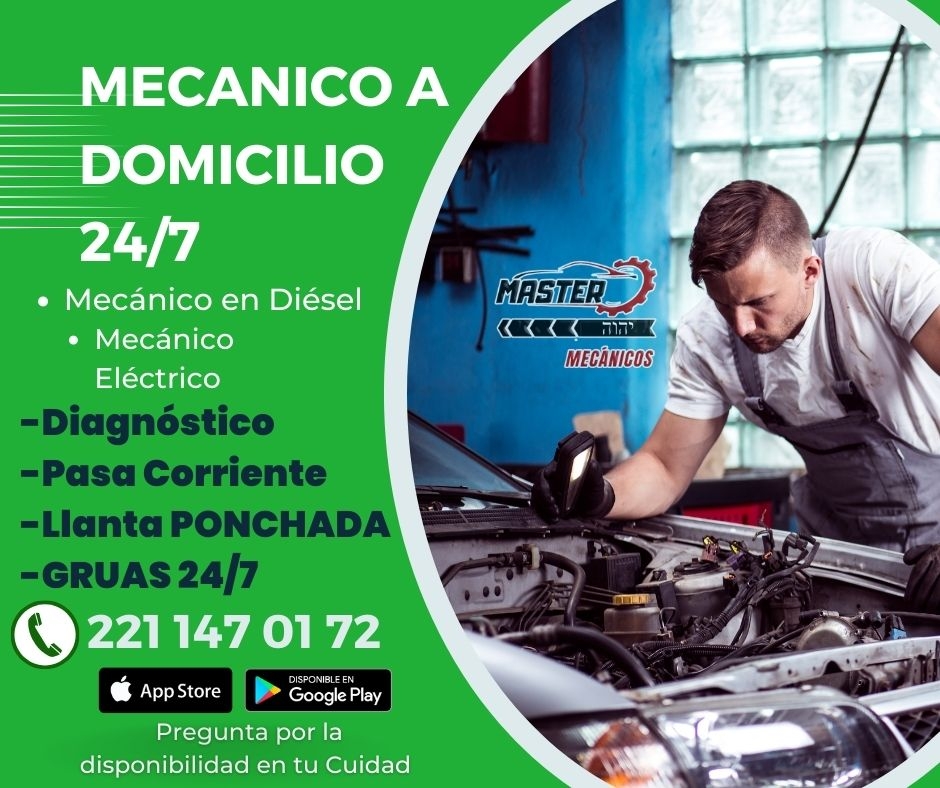 MECANICO A
DOMICILIO
24/7
• Mecánico en Diésel
• Mecánico
Eléctrico
-Diagnóstico
-Pasa Corriente
-Llanta PONCHADA
-GRUAS 24/7
221 147 01 72
App Store
DISPONIBLE EN
Google Play
Pregunta por la
disponibilidad en tu Cuidad
MASTER
יהוה
MECÁNICOS